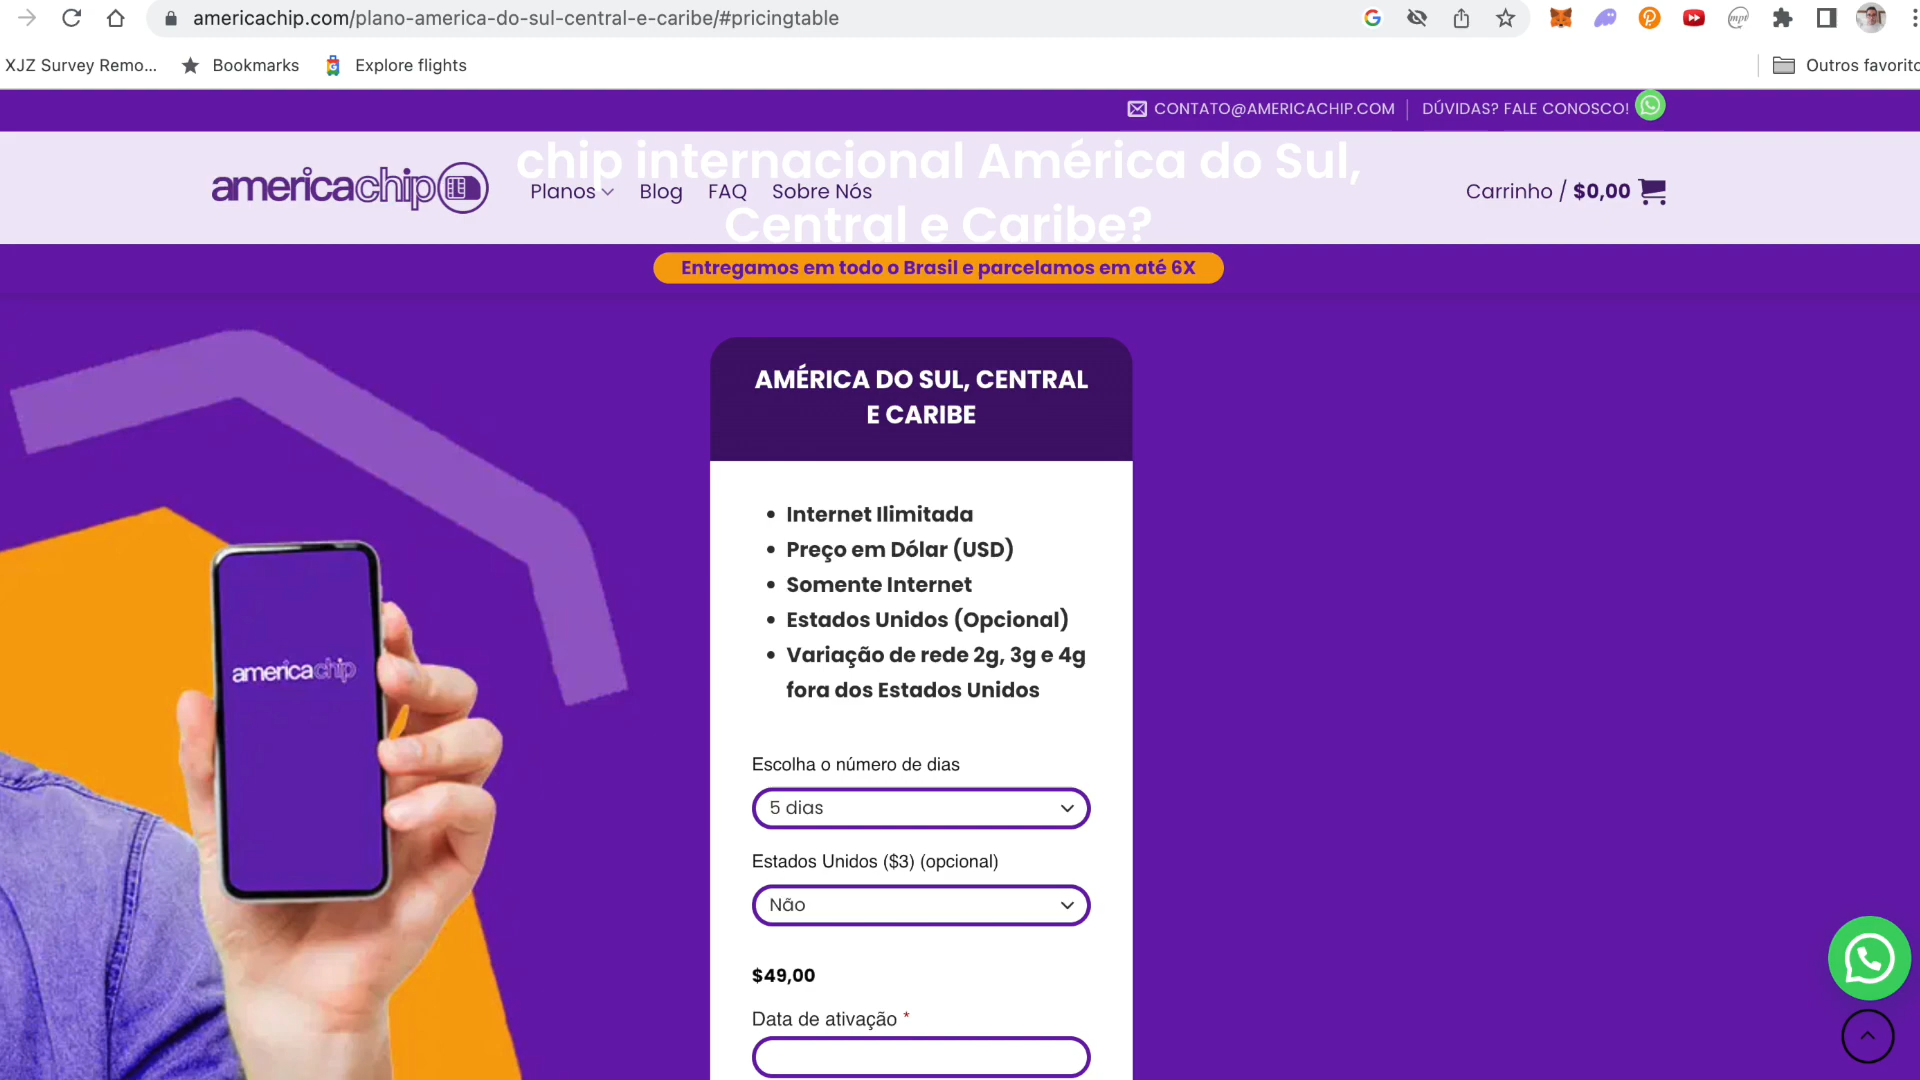 americachip.com/plano-america-do-sul-central-e-caribe/#pricingtable
mpt
XJZ Survey Remo...
Bookmarks
Explore flights
Outros favorito
CONTATO@AMERICACHIP.COM
DÚVIDAS? FALE CONOSCO!
chip internacional América do Sul,
americachip
Planos
Blog
FAQ
Sobre Nós
Carrinho / $0,00
Central e Caribe?
Entregamos em todo o Brasil e parcelamos em até 6X
AMÉRICA DO SUL, CENTRAL
E CARIBE
• Internet Ilimitada
• Preço em Dólar (USD)
• Somente Internet
• Estados Unidos (Opcional)
• Variação de rede 2g, 3g e 4g
fora dos Estados Unidos
americachip
Escolha o número de dias
5 dias
Estados Unidos ($3) (opcional)
Não
$49,00
Data de ativação *